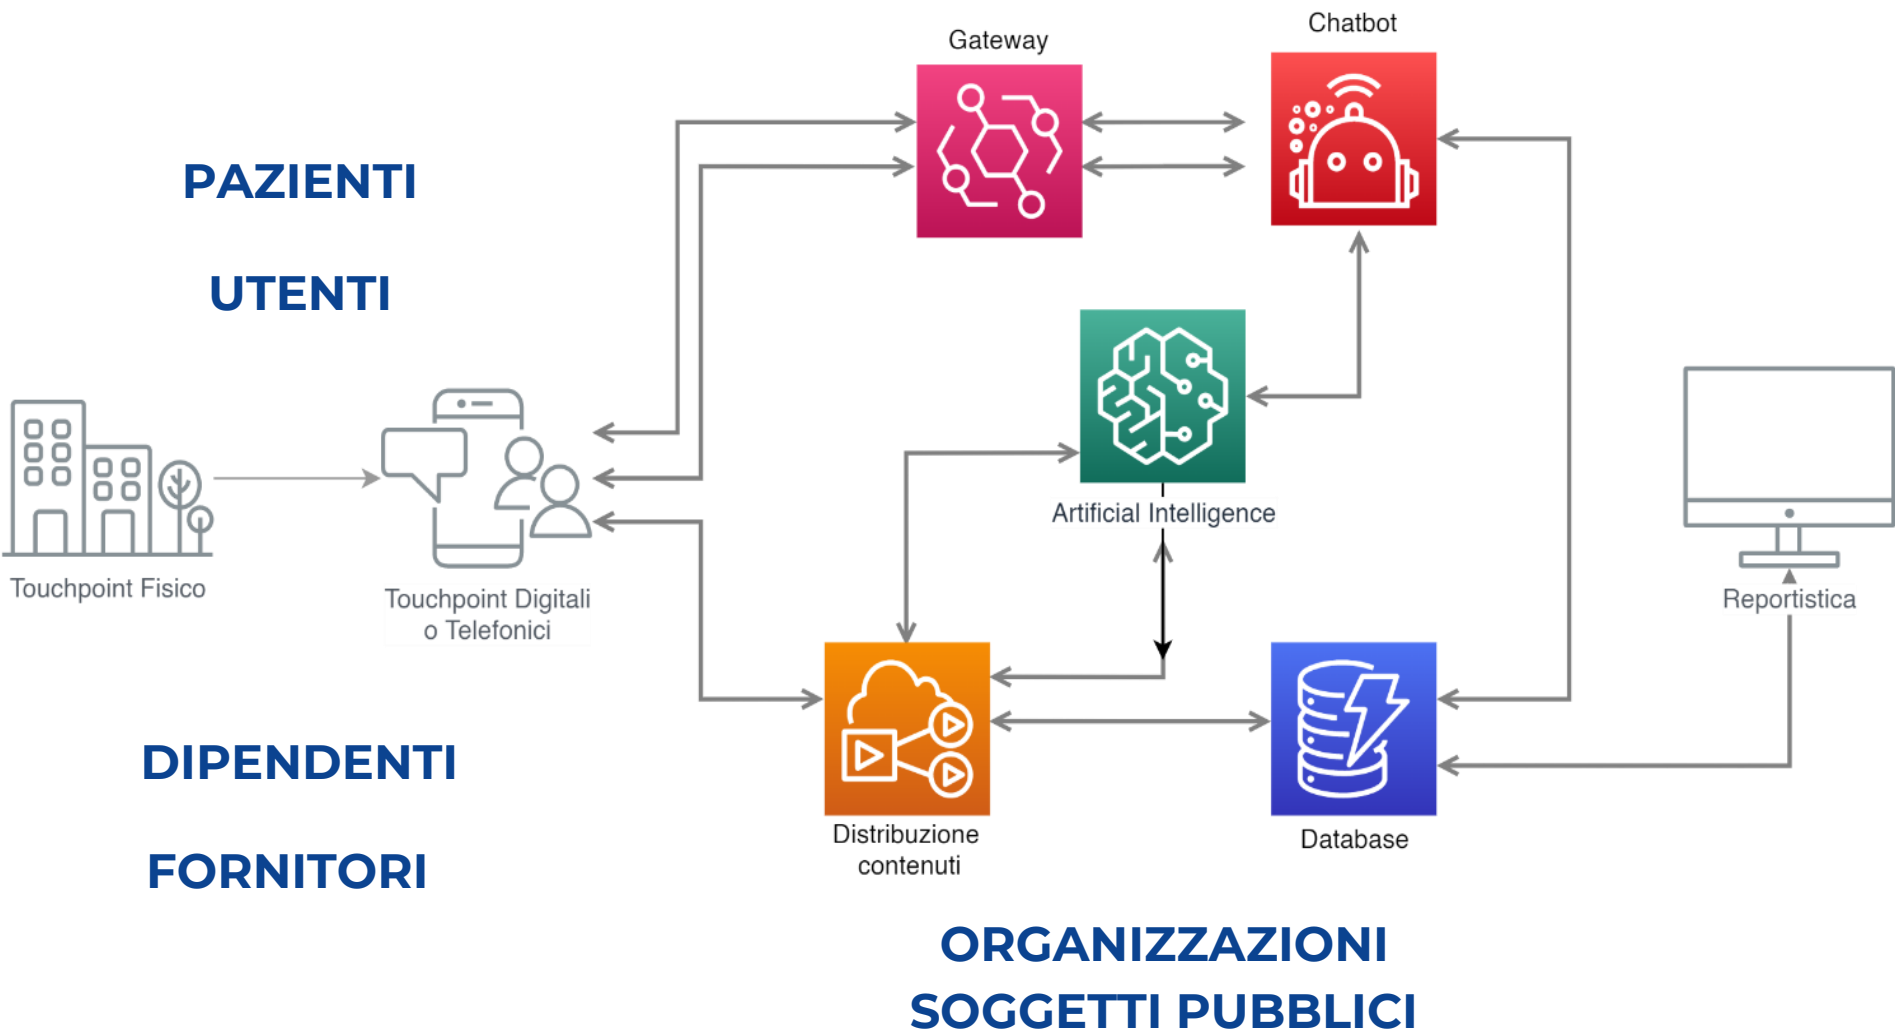 Chatbot
Gateway
PAZIENTI
UTENTI
Artificial Intelligence
Touchpoint Fisico
Touchpoint Digitali
o Telefonici
Reportistica
DIPENDENTI
FORNITORI
Distribuzione
contenuti
Database
ORGANIZZAZIONI
SOGGETTI PUBBLICI